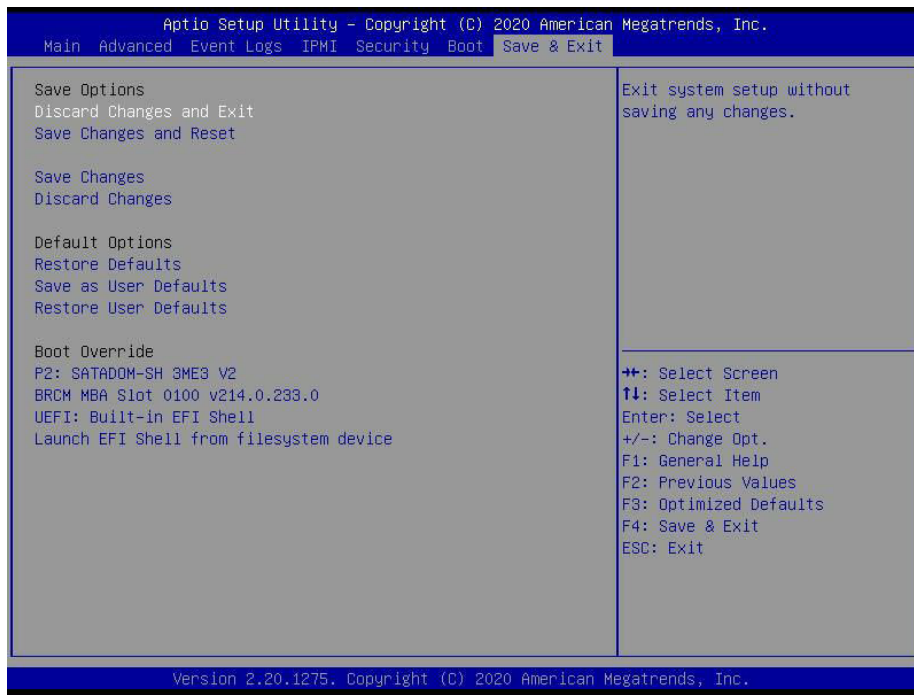 Aptio Setup Utility – Copyright (C) 2020 American Megatrends, Inc.
Main Advanced Event Logs IPMI Security Boot Save & Exit
Save Options
Discard Changes and Exit
Save Changes and Reset
Save Changes
Discard Changes
Default Options
Restore Defaults
Save as User Defaults
Restore User Defaults
Boot Override
P2: SATADOM-SH 3ME3 V2
BRCM MBA Slot 0100 v214.0.233.0
UEFI: Built-in EFI Shell
Launch EFI Shell from filesystem device
Exit system setup without
saving any changes.
→←: Select Screen
↑↓: Select Item
Enter: Select
+/-: Change Opt.
F1: General Help
F2: Previous Values
F3: Optimized Defaults
F4: Save & Exit
ESC: Exit
Version 2.20.1275. Copyright (C) 2020 American Megatrends, Inc.